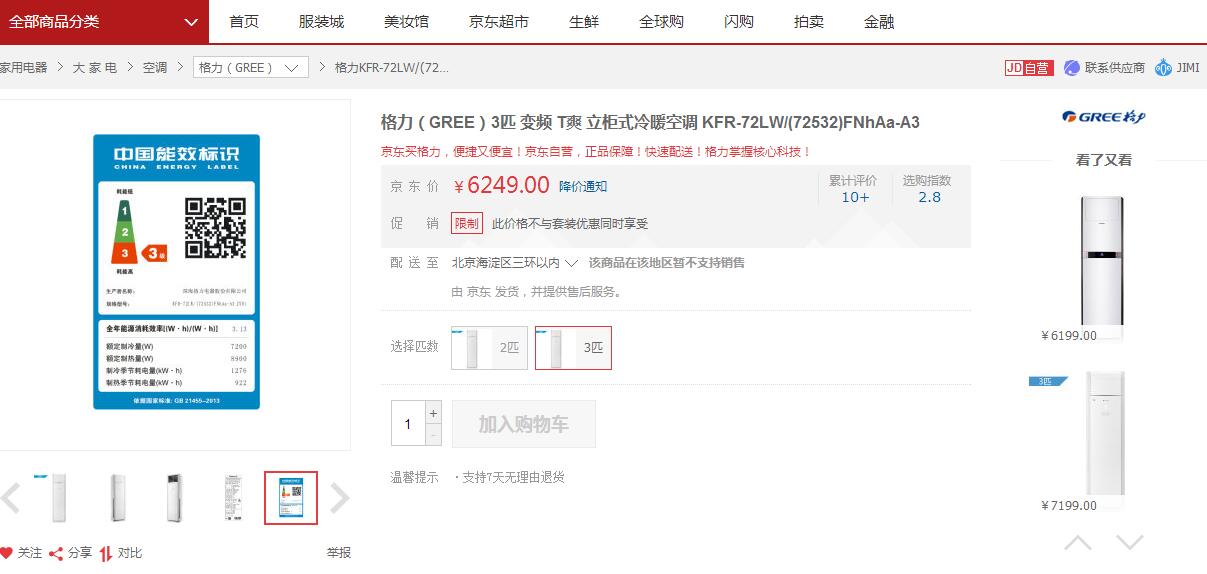 全部商品分类
首页 服装城 美妆馆 京东超市 生鲜 全球购 闪购 拍卖 金融
家用电器 > 大 家 电 > 空调 > 格力（GREE） > 格力KFR-72LW/(72...
JD自营 联系供应商 JIMI
格力（GREE）3匹 变频 T爽 立柜式冷暖空调 KFR-72LW/(72532)FNhAa-A3
京东买格力，便捷又便宜！京东自营，正品保障！快速配送！格力掌握核心科技！
京 东 价 ￥6249.00 降价通知
累计评价 10+
选购指数 2.8
促 销 限制 此价格不与套装优惠同时享受
配 送 至 北京海淀区三环以内 该商品在该地区暂不支持销售
由 京东 发货，并提供售后服务。
选择匹数 2匹 3匹
1 + -
加入购物车
温馨提示 ·支持7天无理由退货
中国能效标识
CHINA ENERGY LABEL
耗能低
1
2
3 3级
耗能高
生产者名称： 珠海格力电器股份有限公司
规格型号：
全年能源消耗效率[(W·h)/(W·h)] 3.13
额定制冷量(W) 7200
额定制热量(W) 8900
制冷季节耗电量(kW·h) 1276
制热季节耗电量(kW·h) 922
依据国家标准: GB 21455-2013
关注 分享 对比 举报
GREE格力
看了又看
￥6199.00
3匹
￥7199.00